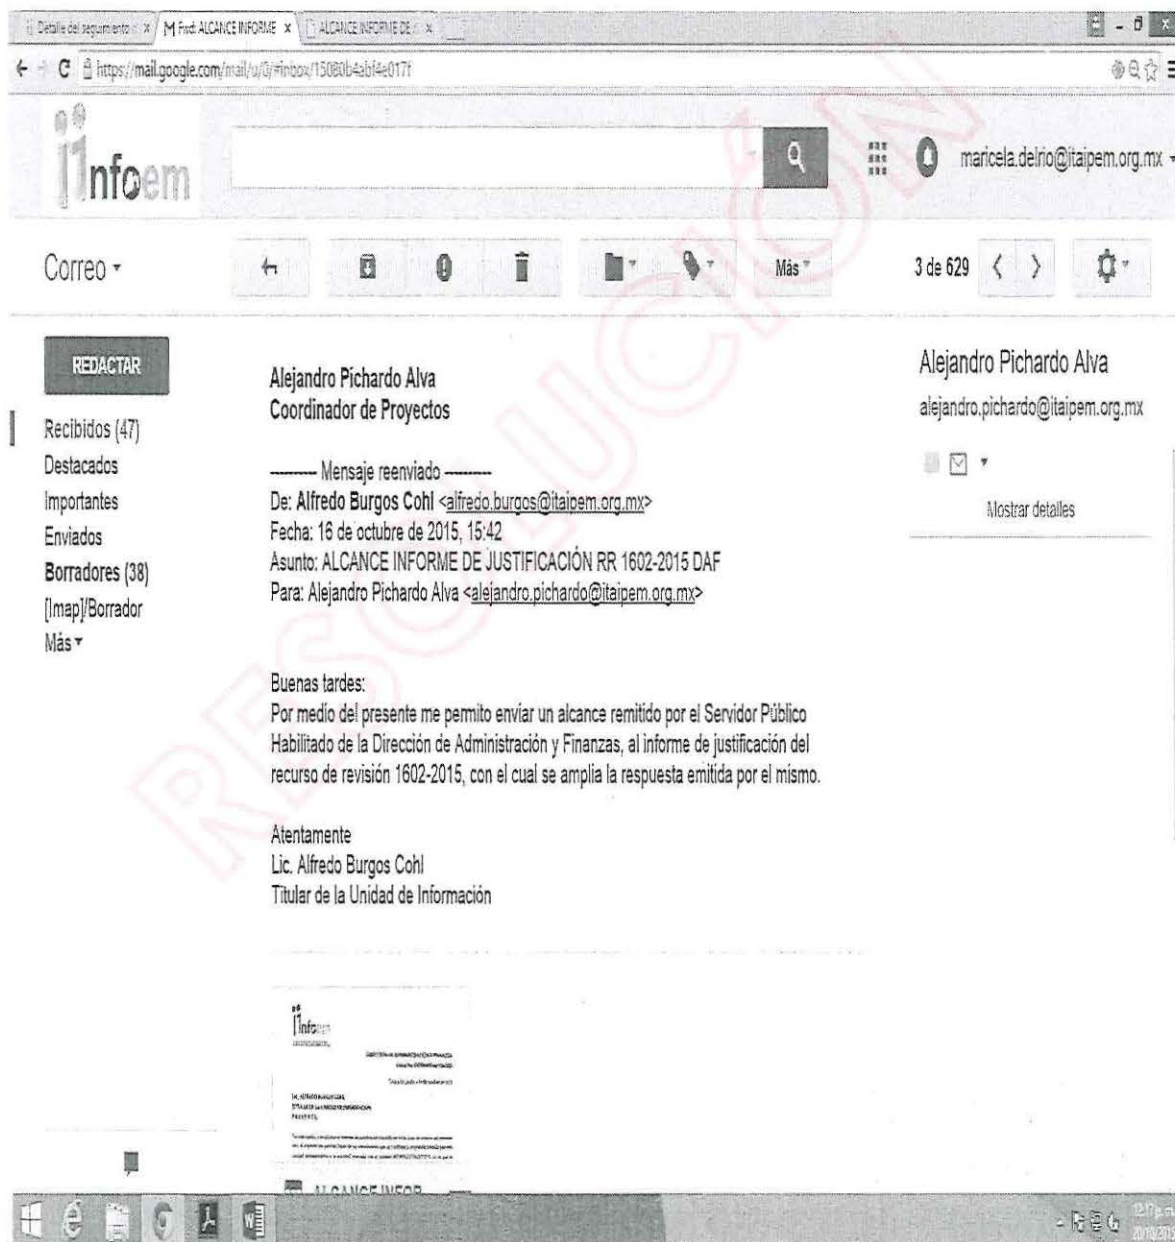 Detalle del seguimiento
Fwd: ALCANCE INFORME
ALCANCE INFORME DE
https://mail.google.com/mail/u/0/#inbox/15080b4abf4e017f
infoem
maricela.delrio@itaipem.org.mx
Correo
Más
3 de 629
REDACTAR
Recibidos (47)
Destacados
Importantes
Enviados
Borradores (38)
[Imap]/Borrador
Más
Alejandro Pichardo Alva
Coordinador de Proyectos
---------- Mensaje reenviado ----------
De: Alfredo Burgos Cohl <alfredo.burgos@itaipem.org.mx>
Fecha: 16 de octubre de 2015, 15:42
Asunto: ALCANCE INFORME DE JUSTIFICACIÓN RR 1602-2015 DAF
Para: Alejandro Pichardo Alva <alejandro.pichardo@itaipem.org.mx>
Buenas tardes:
Por medio del presente me permito enviar un alcance remitido por el Servidor Público
Habilitado de la Dirección de Administración y Finanzas, al informe de justificación del
recurso de revisión 1602-2015, con el cual se amplia la respuesta emitida por el mismo.
Atentamente
Lic. Alfredo Burgos Cohl
Titular de la Unidad de Información
Alejandro Pichardo Alva
alejandro.pichardo@itaipem.org.mx
Mostrar detalles
infoem
ALCANCE INFOR
12:17 p.m.
RESOLUCIÓN